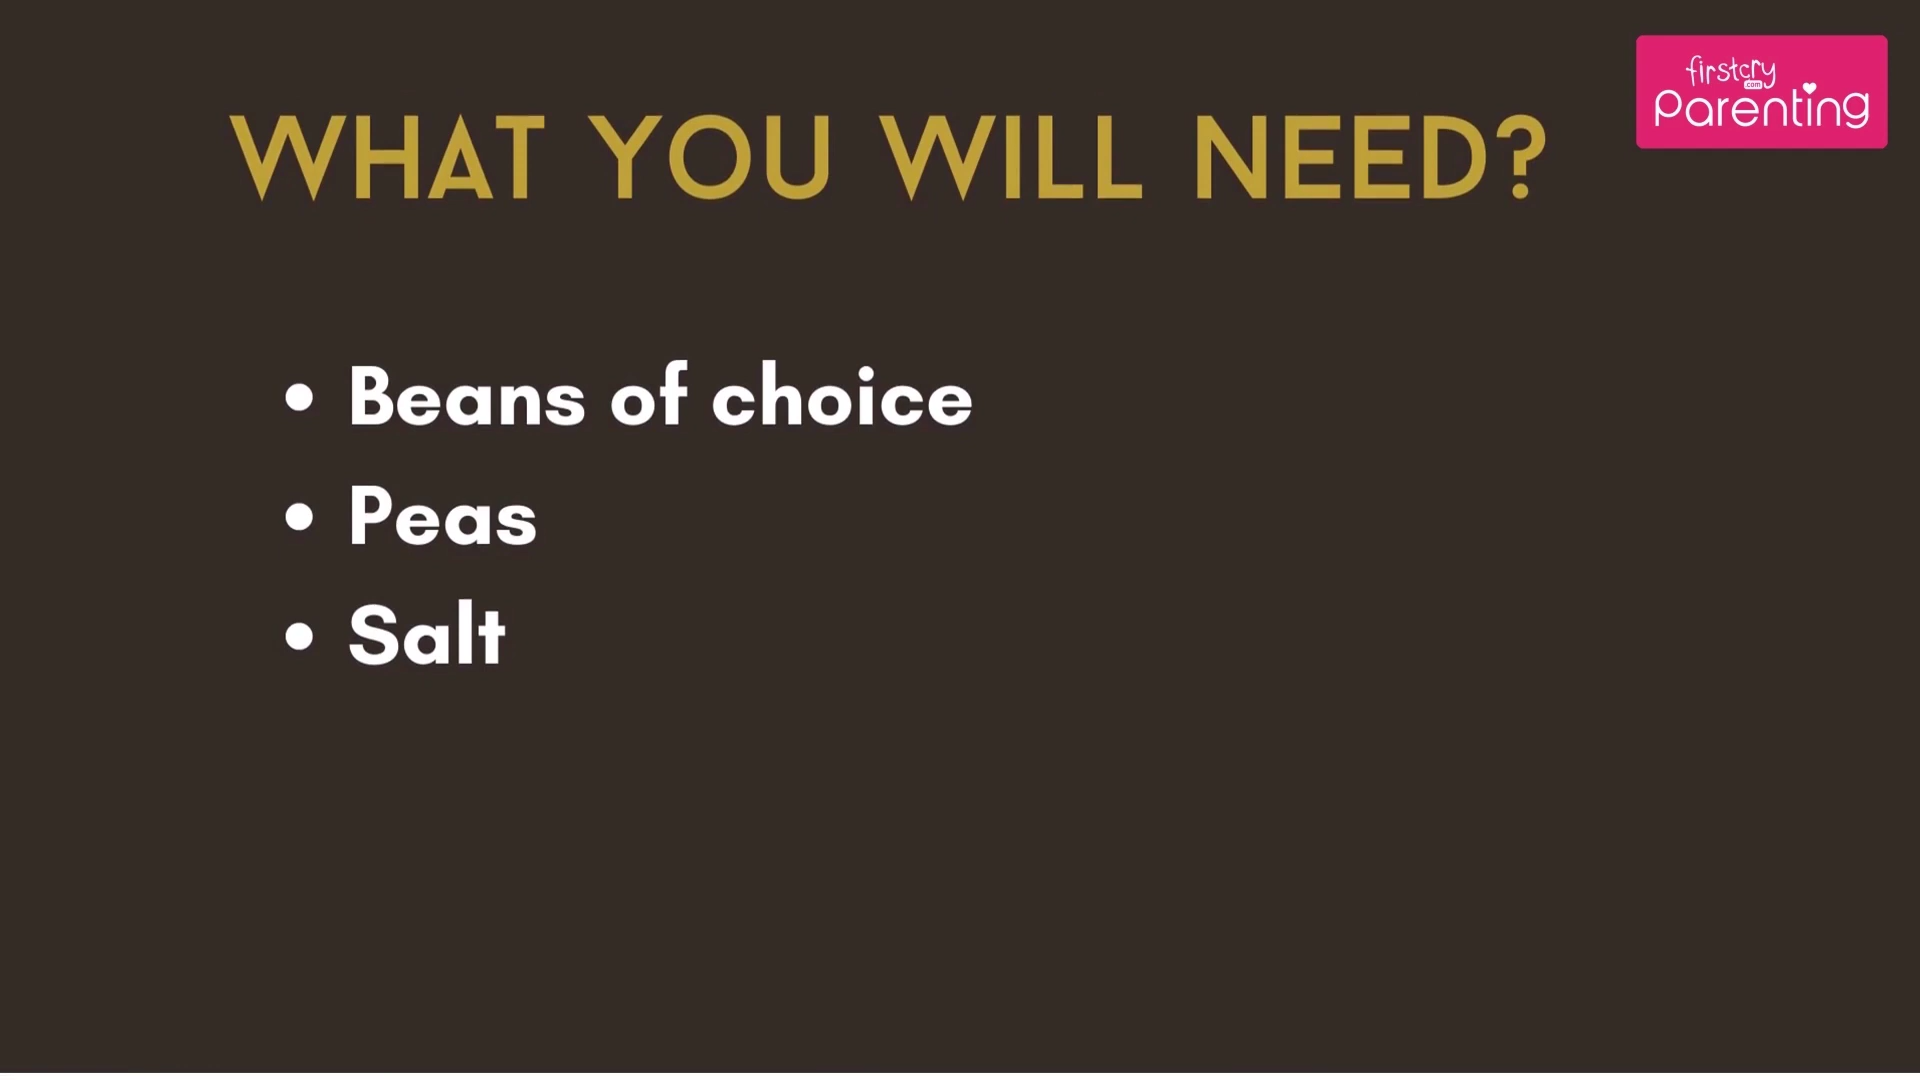 firstcry
.com
Parenting
WHAT YOU WILL NEED?
• Beans of choice
• Peas
• Salt